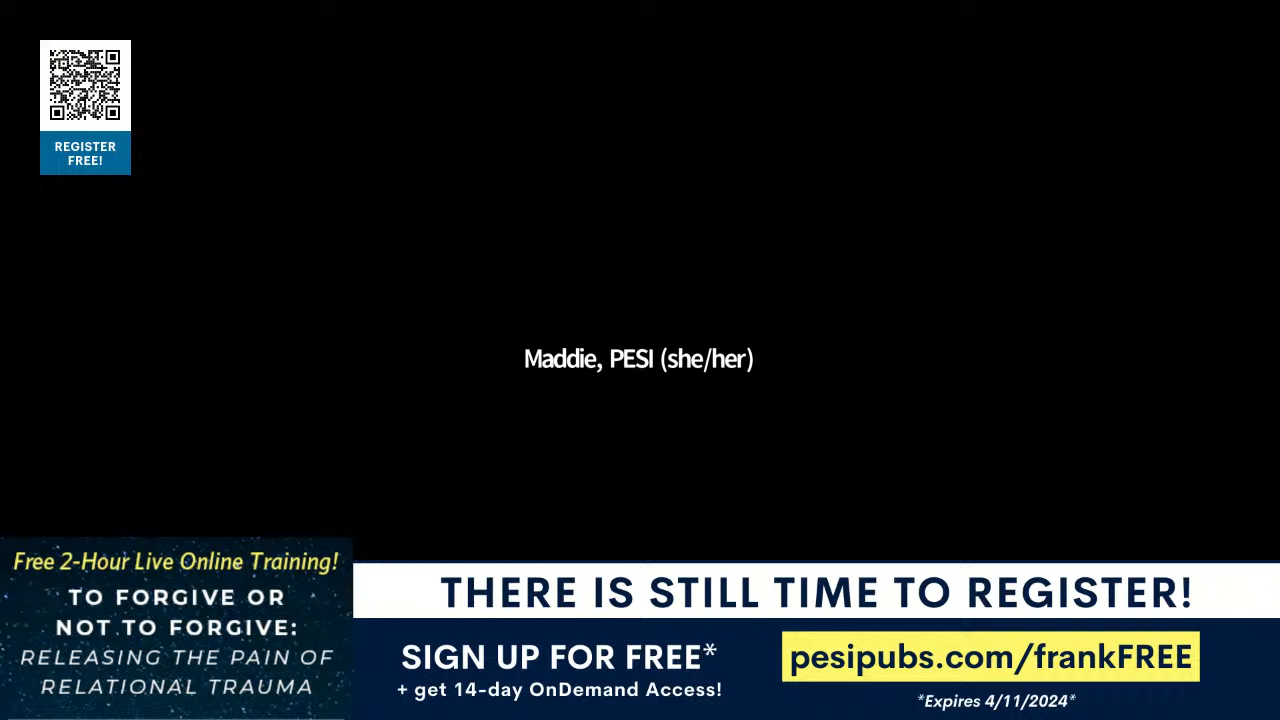 REGISTER
FREE!
Maddie, PESI (she/her)
Free 2-Hour Live Online Training!
TO FORGIVE OR
NOT TO FORGIVE:
RELEASING THE PAIN OF
RELATIONAL TRAUMA
THERE IS STILL TIME TO REGISTER!
SIGN UP FOR FREE*
+ get 14-day OnDemand Access!
pesipubs.com/frankFREE
*Expires 4/11/2024*